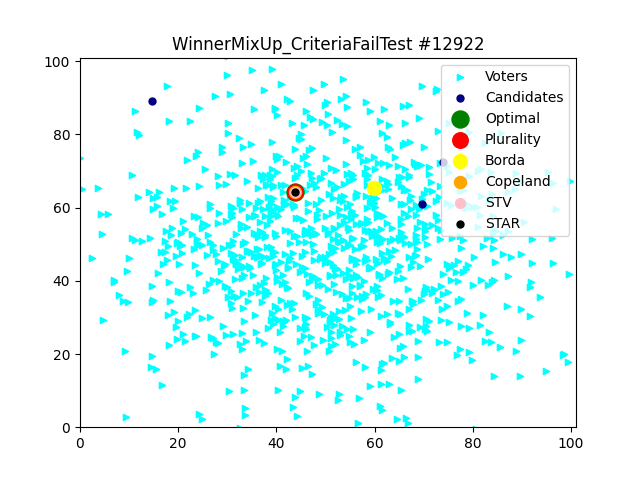 WinnerMixUp_CriteriaFailTest #12922
100
80
60
40
20
0
0
20
40
60
80
100
Voters
Candidates
Optimal
Plurality
Borda
Copeland
STV
STAR